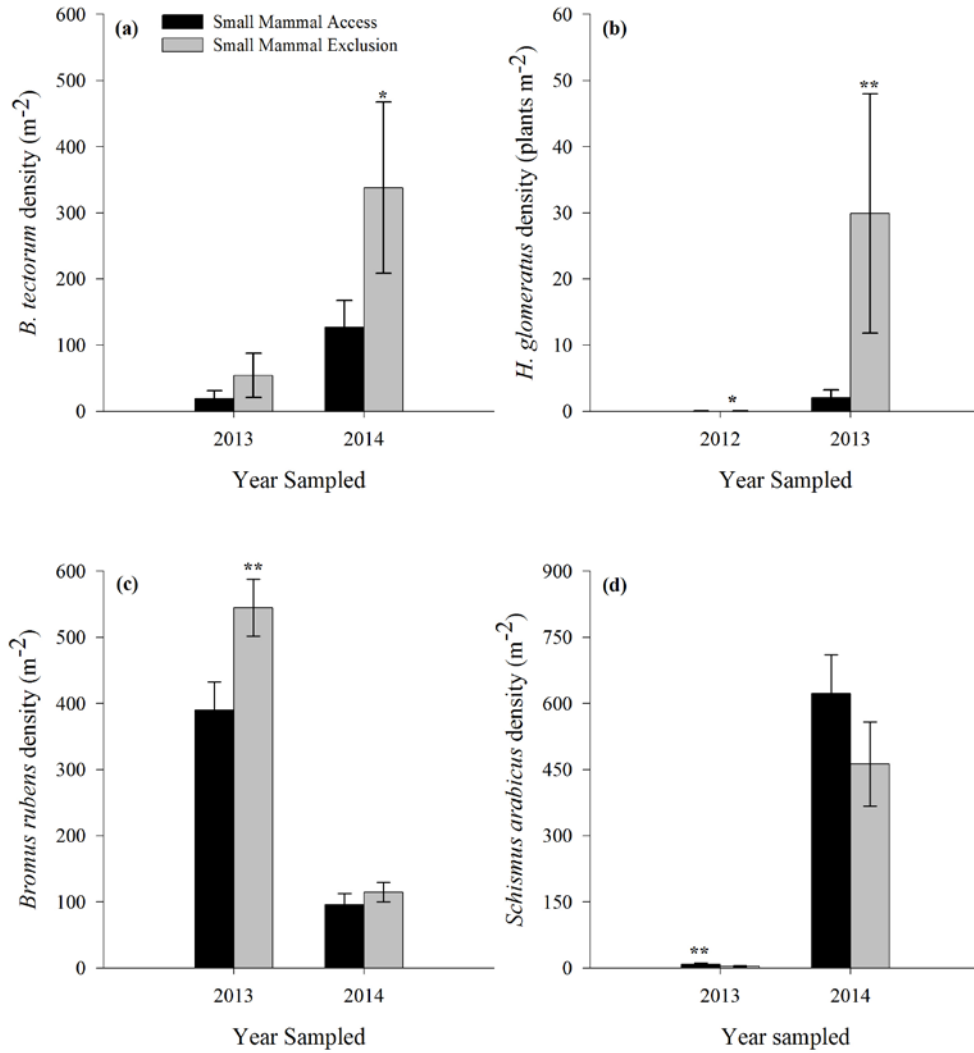 (a)
Small Mammal Access
Small Mammal Exclusion
600
500
400
300
200
100
0
B. tectorum density (m-2)
*
2013
2014
Year Sampled
(b)
60
50
40
30
20
10
0
H. glomeratus density (plants m-2)
*
**
2012
2013
Year Sampled
(c)
600
500
400
300
200
100
0
Bromus rubens density (m-2)
**
2013
2014
Year Sampled
(d)
900
750
600
450
300
150
0
Schismus arabicus density (m-2)
**
2013
2014
Year sampled